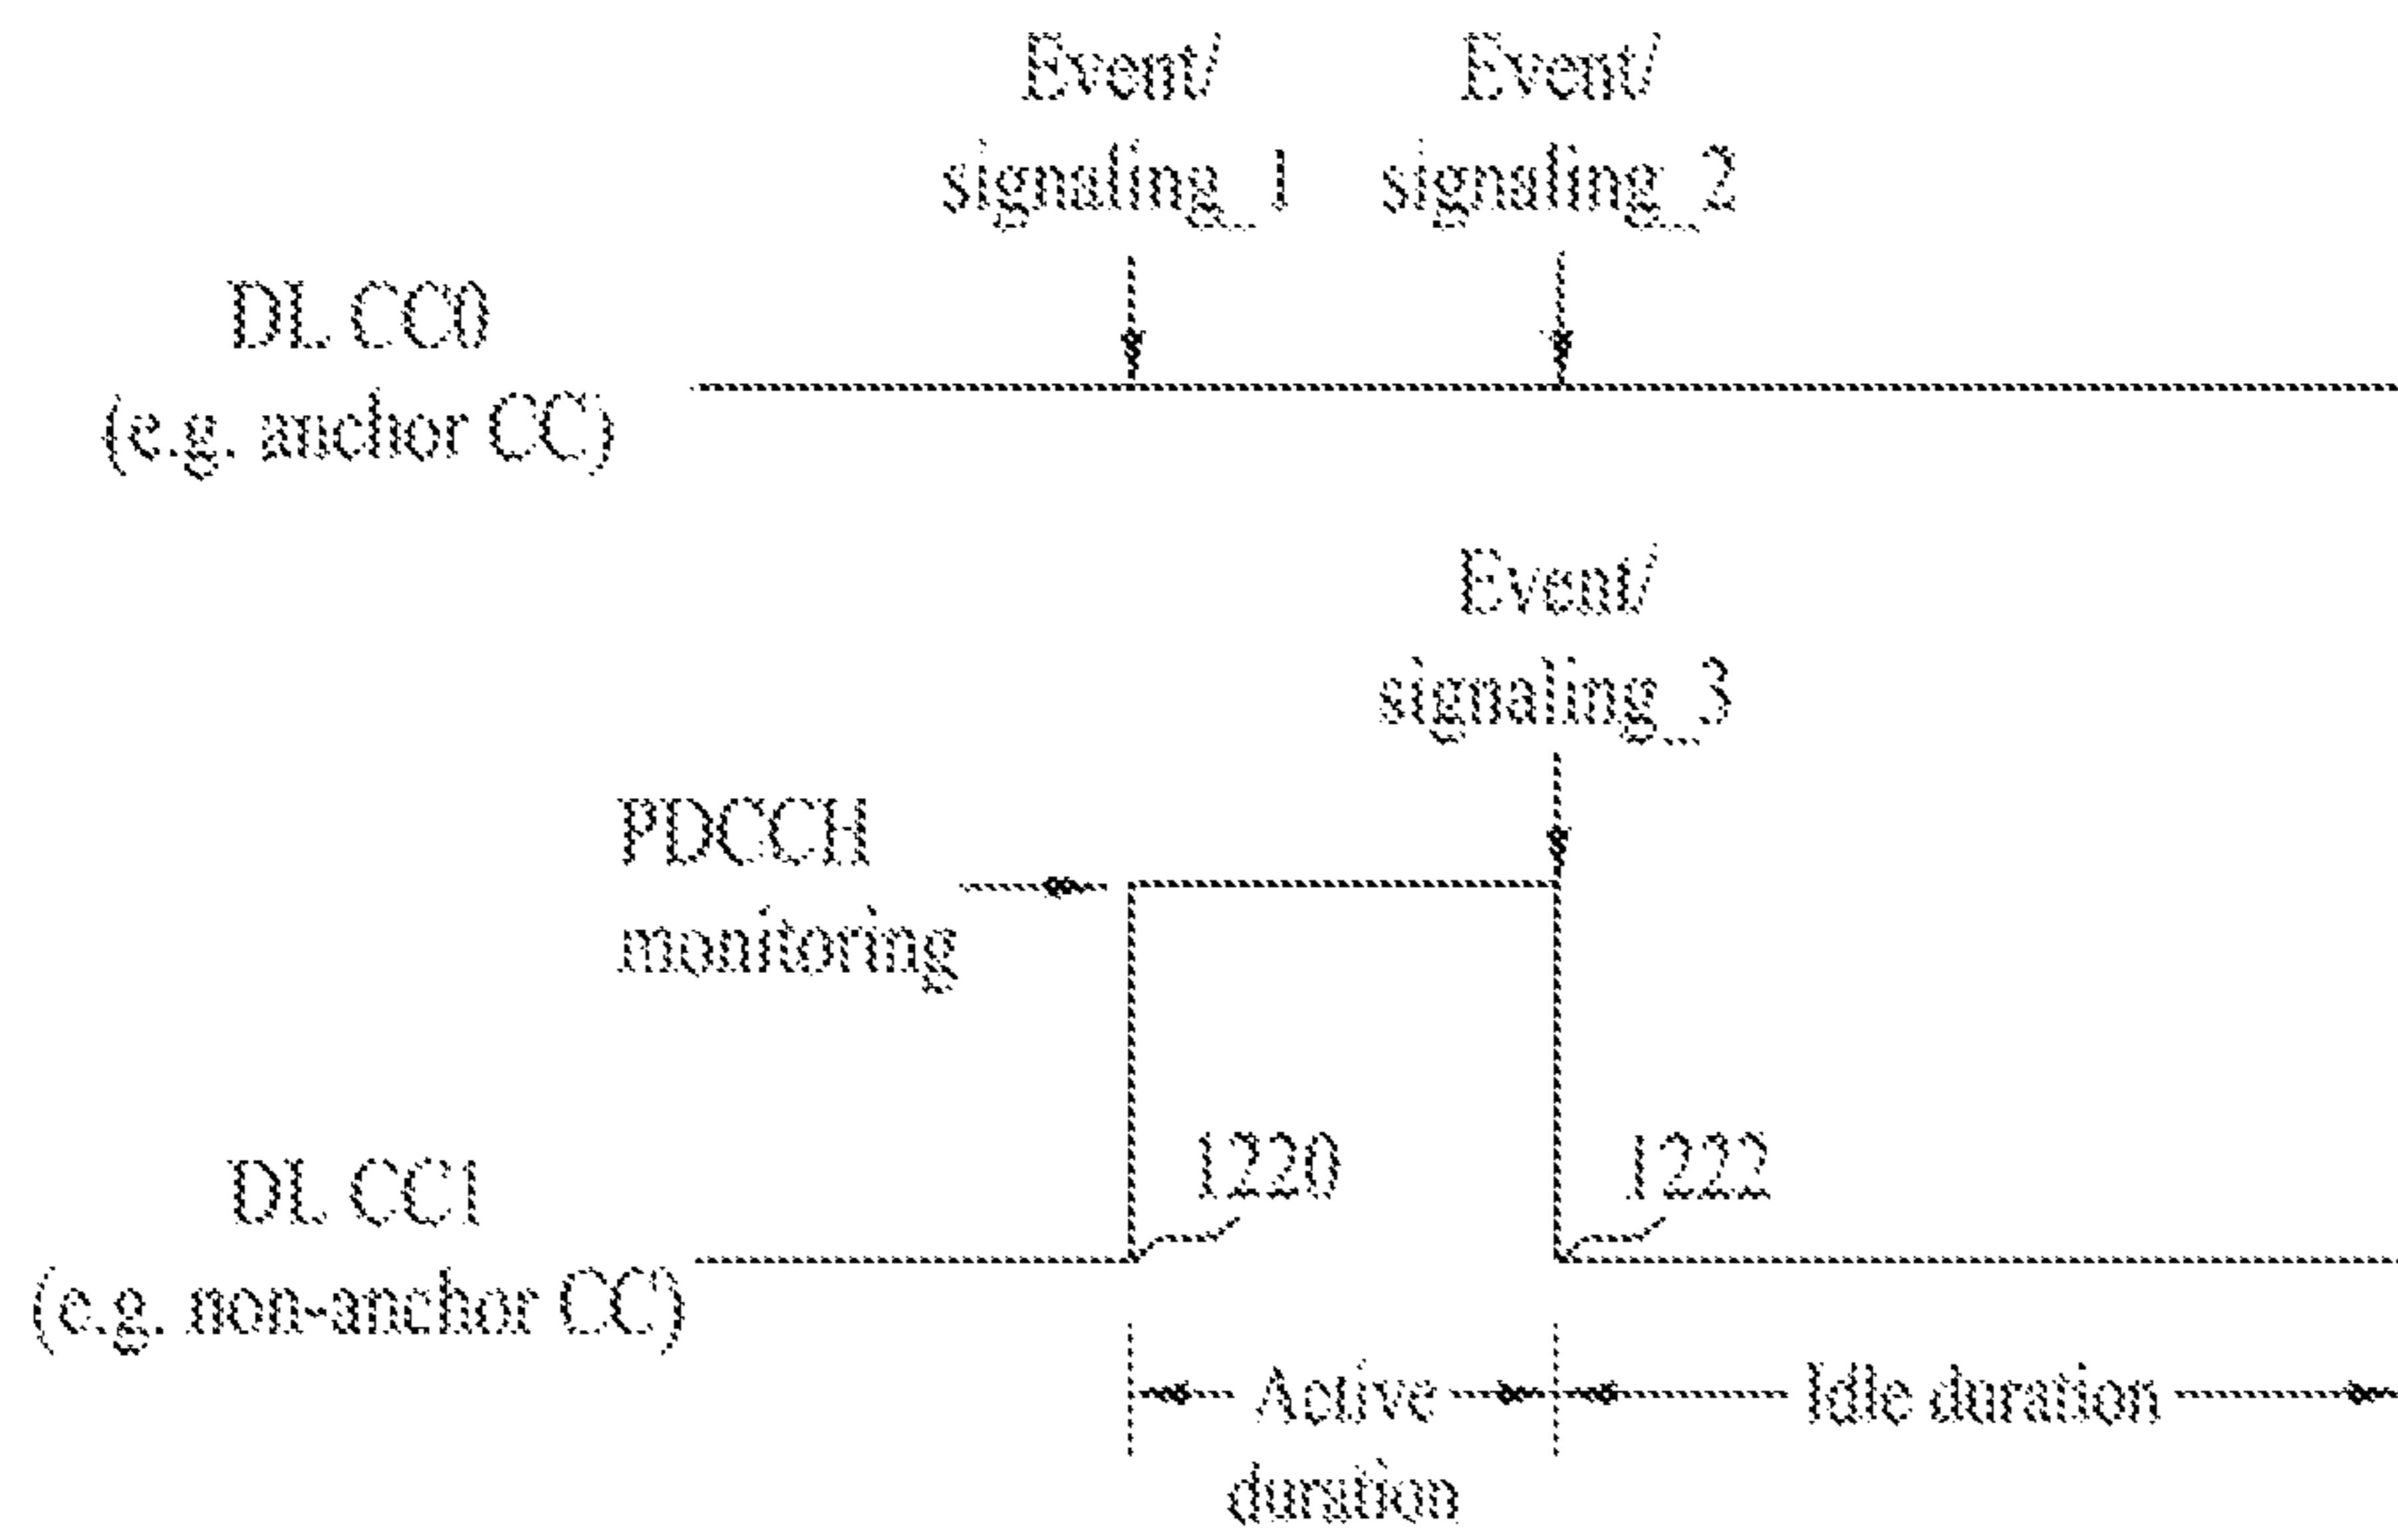 Event/
signaling_1
Event/
signaling_2
DL CC0
(e.g. anchor CC)
Event/
signaling_3
PDCCH
monitoring
1220
1222
DL CC1
(e.g. non-anchor CC)
Active
duration
Idle duration